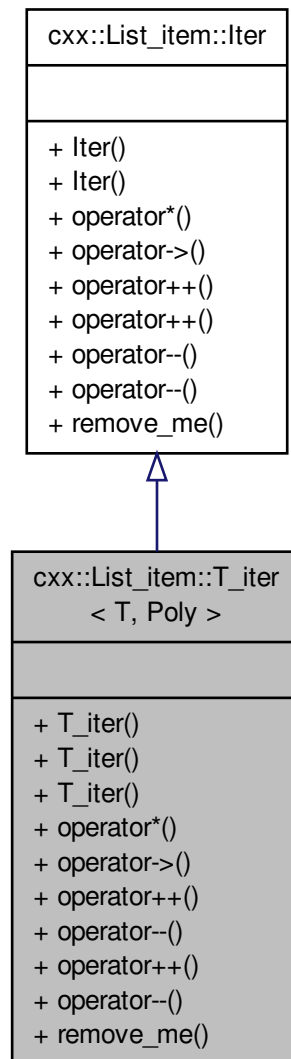 cxx::List_item::Iter
+ Iter()
+ Iter()
+ operator*()
+ operator->()
+ operator++()
+ operator++()
+ operator--()
+ operator--()
+ remove_me()
cxx::List_item::T_iter
< T, Poly >
+ T_iter()
+ T_iter()
+ T_iter()
+ operator*()
+ operator->()
+ operator++()
+ operator--()
+ operator++()
+ operator--()
+ remove_me()